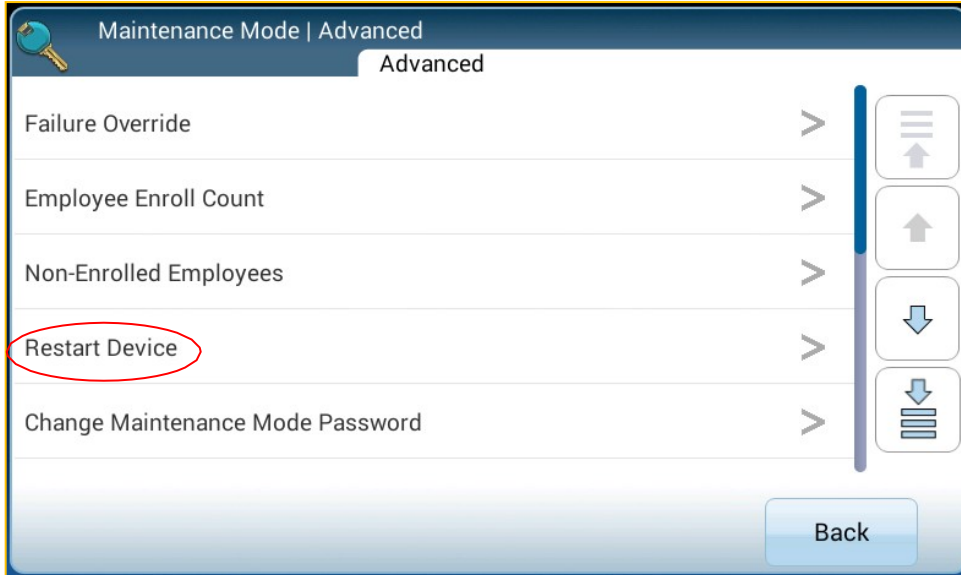 Maintenance Mode | Advanced
Advanced
Failure Override
Employee Enroll Count
Non-Enrolled Employees
Restart Device
Change Maintenance Mode Password
Back